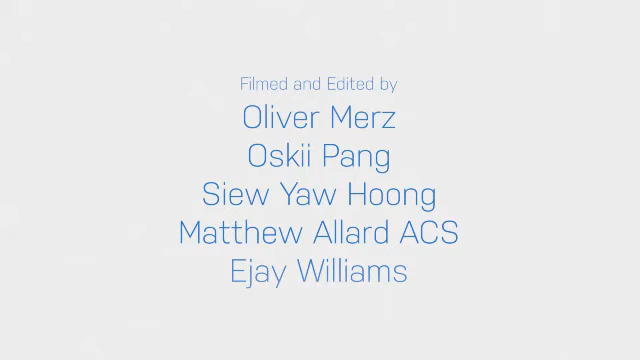 Filmed and Edited by
Oliver Merz
Oskii Pang
Siew Yaw Hoong
Matthew Allard ACS
Ejay Williams